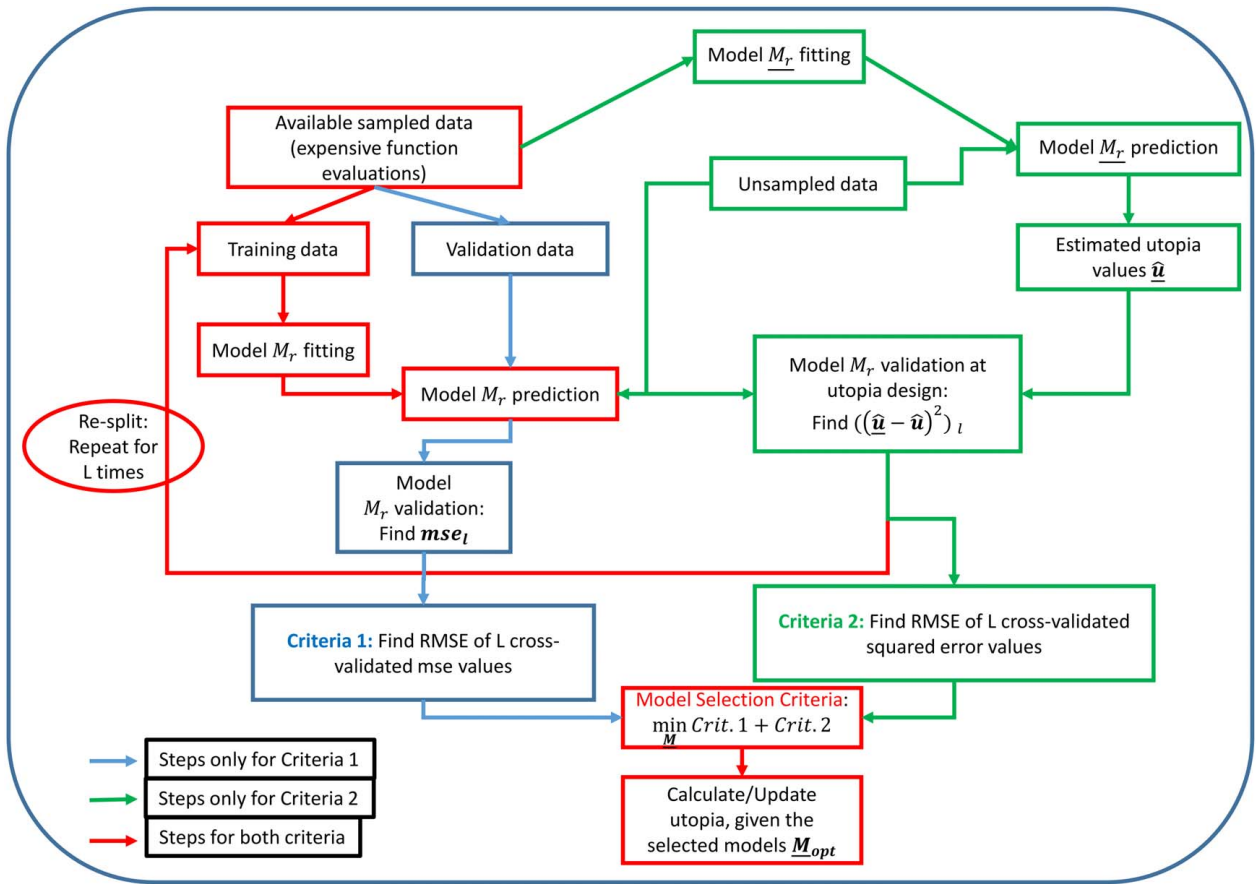 Model M_r fitting
Available sampled data
(expensive function
evaluations)
Model M_r prediction
Unsampled data
Training data
Validation data
Estimated utopia
values û
Model M_r fitting
Model M_r validation at
utopia design:
Find ((û − û)²)_l
Model M_r prediction
Re-split:
Repeat for
L times
Model
M_r validation:
Find mse_l
Criteria 1: Find RMSE of L cross-
validated mse values
Criteria 2: Find RMSE of L cross-validated
squared error values
Model Selection Criteria:
min Crit. 1 + Crit. 2
M
Steps only for Criteria 1
Steps only for Criteria 2
Steps for both criteria
Calculate/Update
utopia, given the
selected models M_opt